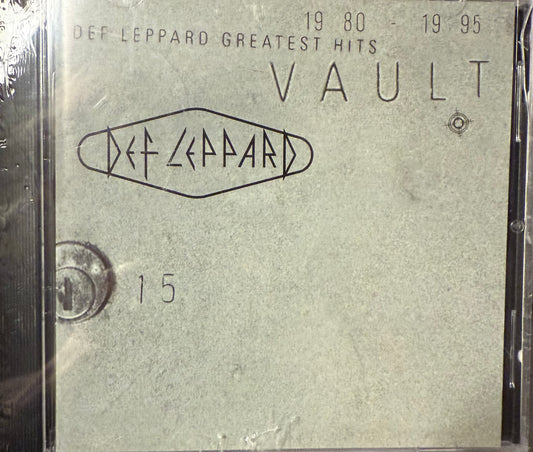 19 80 - 19 95
DEF LEPPARD GREATEST HITS
VAULT
DEF LEPPARD
15